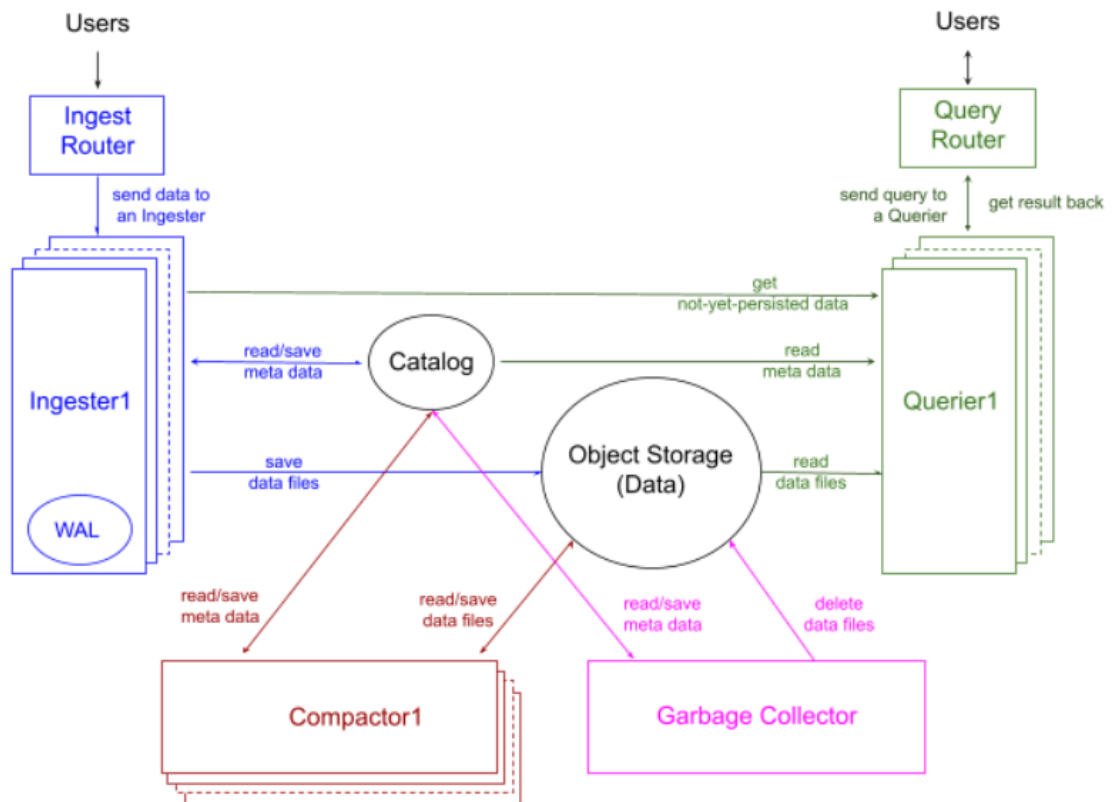 Users
Users
Ingest
Router
Query
Router
send data to
an Ingester
send query to
a Querier
get result back
get
not-yet-persisted data
read/save
meta data
Catalog
read
meta data
Ingester1
Querier1
Object Storage
(Data)
save
data files
read
data files
WAL
read/save
meta data
read/save
data files
read/save
meta data
delete
data files
Compactor1
Garbage Collector